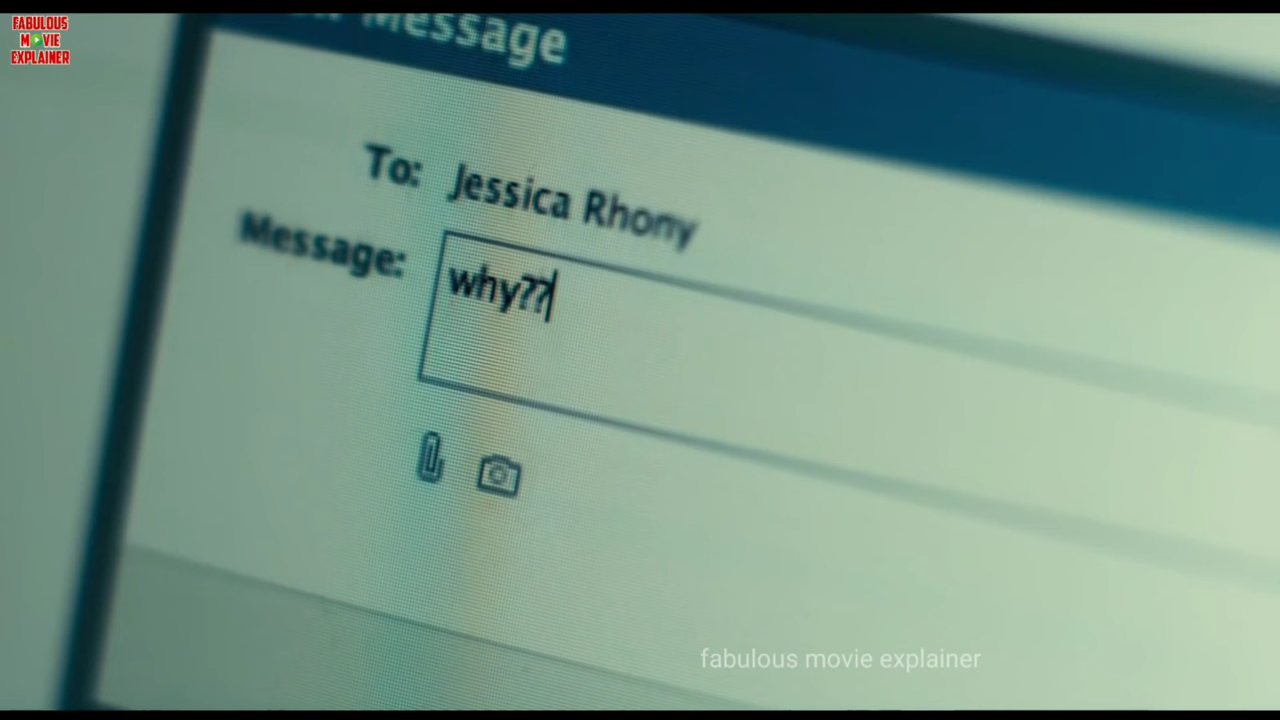 FABULOUS
MOVIE
EXPLAINER
Message
To: Jessica Rhony
Message: why??
fabulous movie explainer